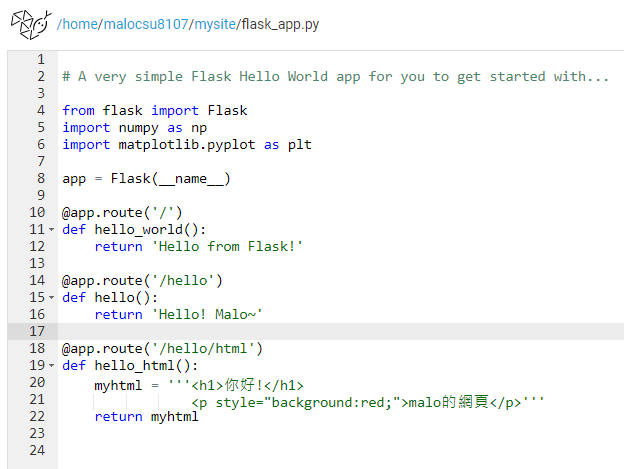 /home/malocsu8107/mysite/flask_app.py
1
2 # A very simple Flask Hello World app for you to get started with...
3
4 from flask import Flask
5 import numpy as np
6 import matplotlib.pyplot as plt
7
8 app = Flask(__name__)
9
10 @app.route('/')
11 def hello_world():
12     return 'Hello from Flask!'
13
14 @app.route('/hello')
15 def hello():
16     return 'Hello! Malo~'
17
18 @app.route('/hello/html')
19 def hello_html():
20     myhtml = '''<h1>你好!</h1>
21                 <p style="background:red;">malo的網頁</p>'''
22     return myhtml
23
24